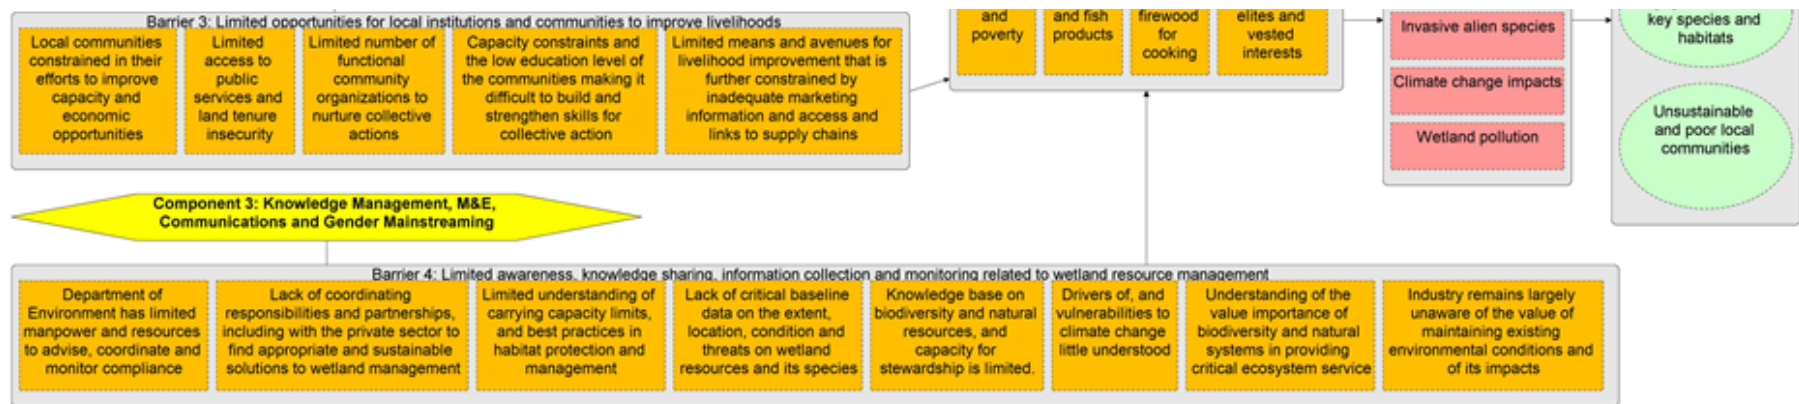 Barrier 3: Limited opportunities for local institutions and communities to improve livelihoods
Local communities
constrained in their
efforts to improve
capacity and
economic
opportunities
Limited
access to
public
services and
land tenure
insecurity
Limited number of
functional
community
organizations to
nurture collective
actions
Capacity constraints and
the low education level of
the communities making it
difficult to build and
strengthen skills for
collective action
Limited means and avenues for
livelihood improvement that is
further constrained by
inadequate marketing
information and access and
links to supply chains
and
poverty
and fish
products
firewood
for
cooking
elites and
vested
interests
Invasive alien species
Climate change impacts
Wetland pollution
key species and
habitats
Unsustainable
and poor local
communities
Component 3: Knowledge Management, M&E,
Communications and Gender Mainstreaming
Barrier 4: Limited awareness, knowledge sharing, information collection and monitoring related to wetland resource management
Department of
Environment has limited
manpower and resources
to advise, coordinate and
monitor compliance
Lack of coordinating
responsibilities and partnerships,
including with the private sector to
find appropriate and sustainable
solutions to wetland management
Limited understanding of
carrying capacity limits,
and best practices in
habitat protection and
management
Lack of critical baseline
data on the extent,
location, condition and
threats on wetland
resources and its species
Knowledge base on
biodiversity and natural
resources, and
capacity for
stewardship is limited.
Drivers of, and
vulnerabilities to
climate change
little understood
Understanding of the
value importance of
biodiversity and natural
systems in providing
critical ecosystem service
Industry remains largely
unaware of the value of
maintaining existing
environmental conditions and
of its impacts